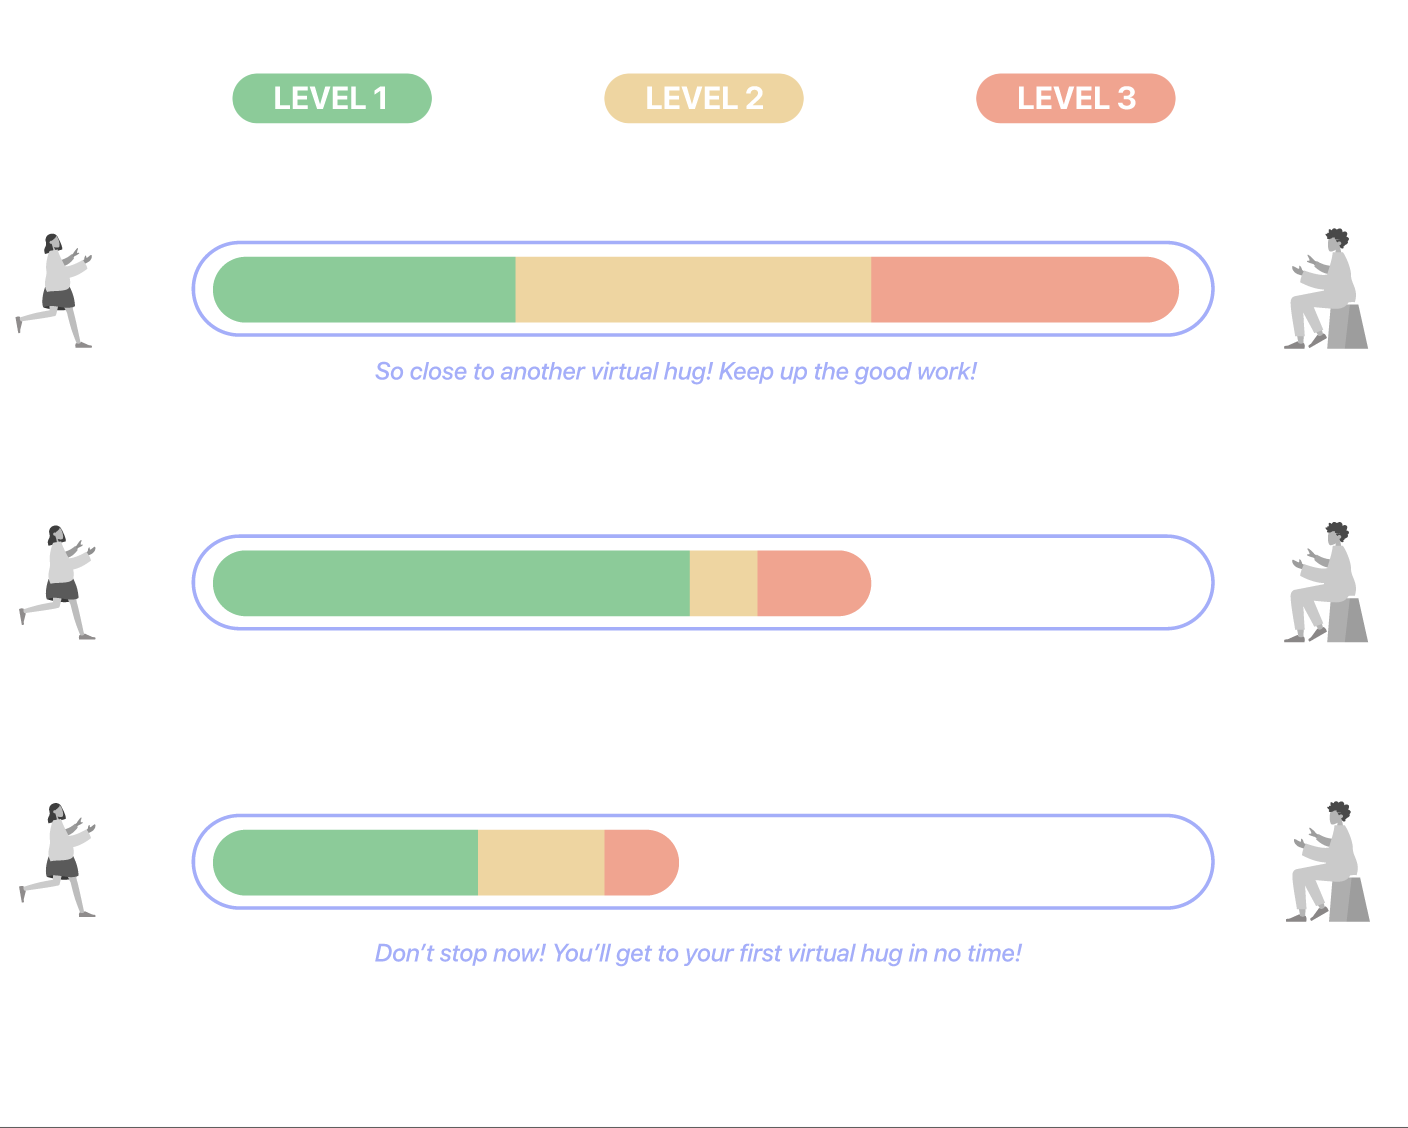 LEVEL 1
LEVEL 2
LEVEL 3
So close to another virtual hug! Keep up the good work!
Don’t stop now! You’ll get to your first virtual hug in no time!